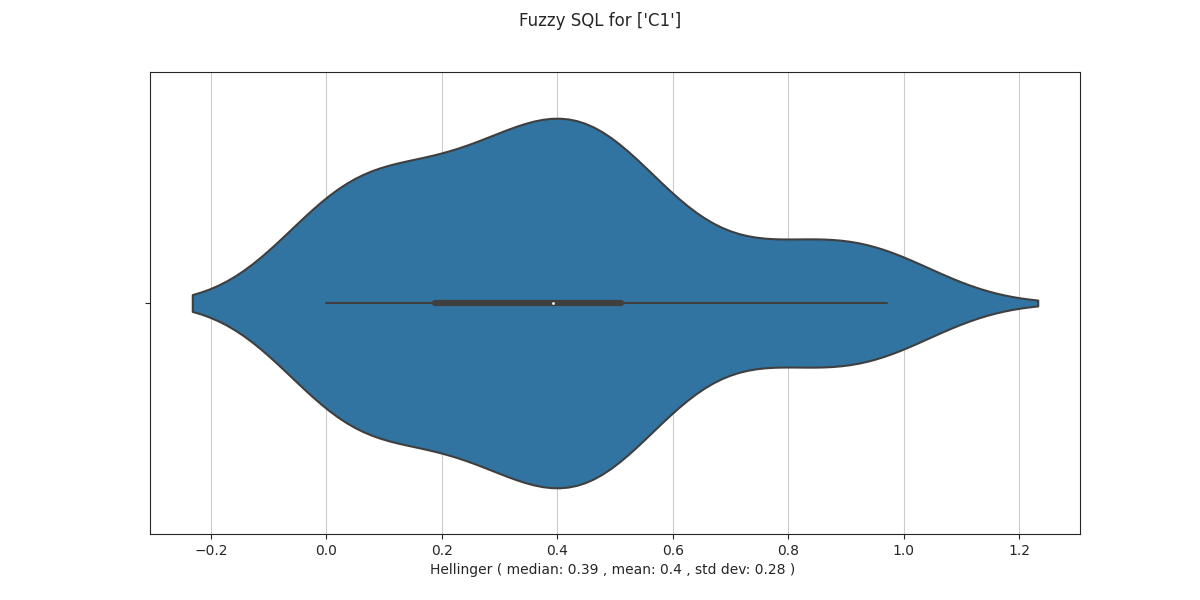 Fuzzy SQL for ['C1']
−0.2 0.0 0.2 0.4 0.6 0.8 1.0 1.2
Hellinger ( median: 0.39 , mean: 0.4 , std dev: 0.28 )